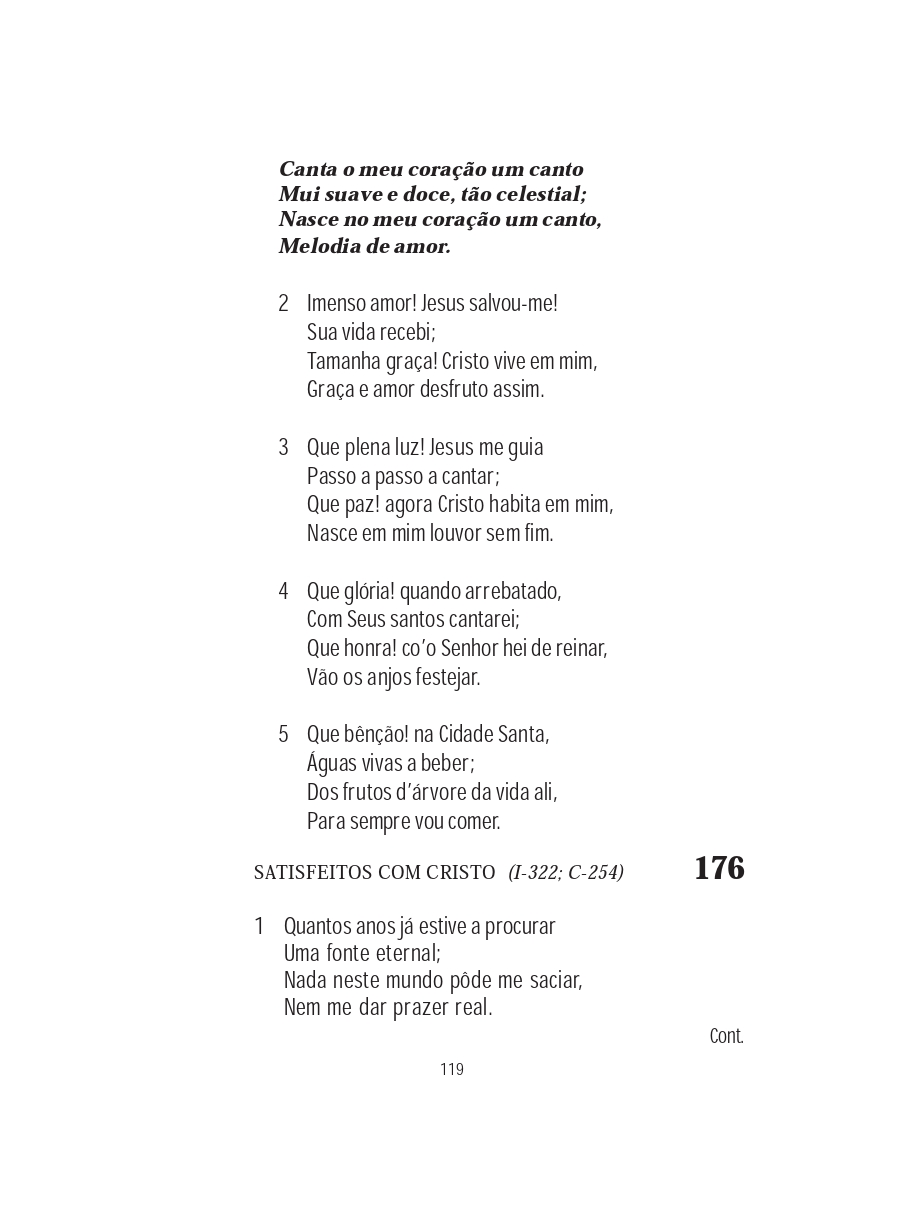 Canta o meu coração um canto
Mui suave e doce, tão celestial;
Nasce no meu coração um canto,
Melodia de amor.
2 Imenso amor! Jesus salvou-me!
Sua vida recebi;
Tamanha graça! Cristo vive em mim,
Graça e amor desfruto assim.
3 Que plena luz! Jesus me guia
Passo a passo a cantar;
Que paz! agora Cristo habita em mim,
Nasce em mim louvor sem fim.
4 Que glória! quando arrebatado,
Com Seus santos cantarei;
Que honra! co’o Senhor hei de reinar,
Vão os anjos festejar.
5 Que bênção! na Cidade Santa,
Águas vivas a beber;
Dos frutos d’árvore da vida ali,
Para sempre vou comer.
SATISFEITOS COM CRISTO (I-322; C-254) 176
1 Quantos anos já estive a procurar
Uma fonte eternal;
Nada neste mundo pôde me saciar,
Nem me dar prazer real.
Cont.
119